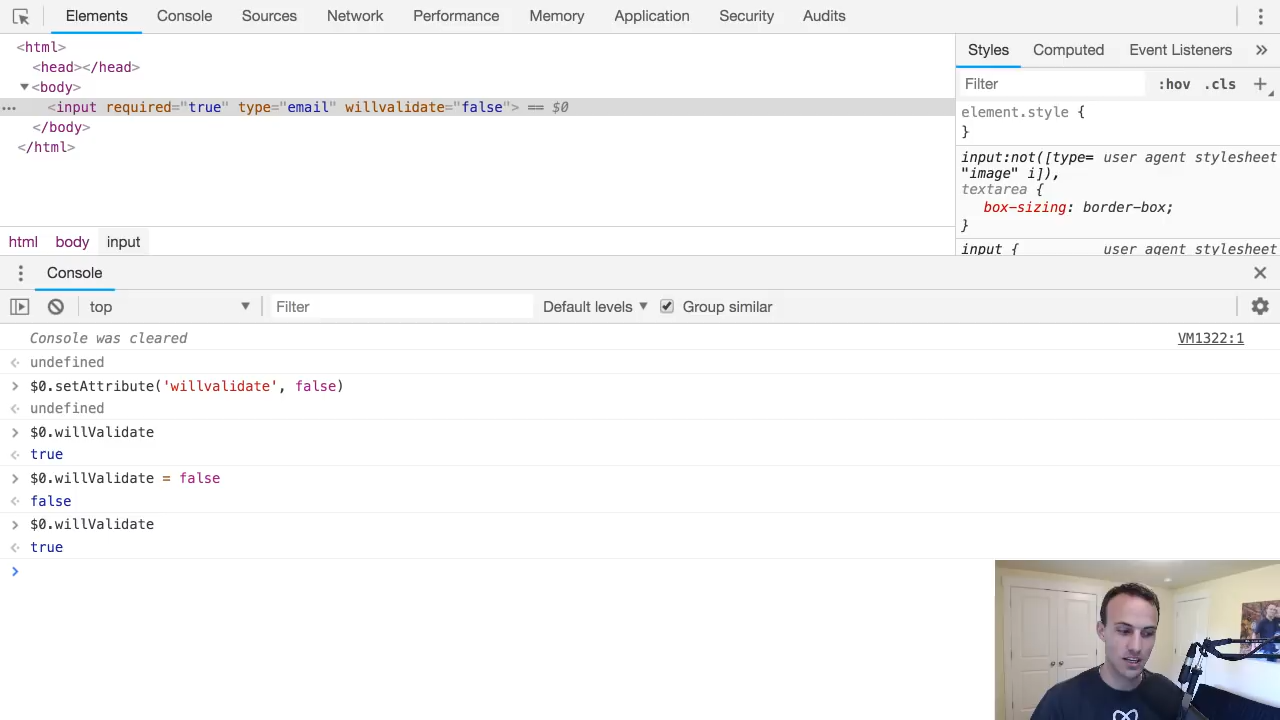 Elements Console Sources Network Performance Memory Application Security Audits
<html>
<head></head>
<body>
<input required="true" type="email" willvalidate="false"> == $0
</body>
</html>
html body input
Styles Computed Event Listeners »
Filter :hov .cls +
element.style {
}
input:not([type= user agent stylesheet
"image" i]),
textarea {
box-sizing: border-box;
}
input { user agent stylesheet
Console
top Filter Default levels Group similar
Console was cleared VM1322:1
undefined
$0.setAttribute('willvalidate', false)
undefined
$0.willValidate
true
$0.willValidate = false
false
$0.willValidate
true